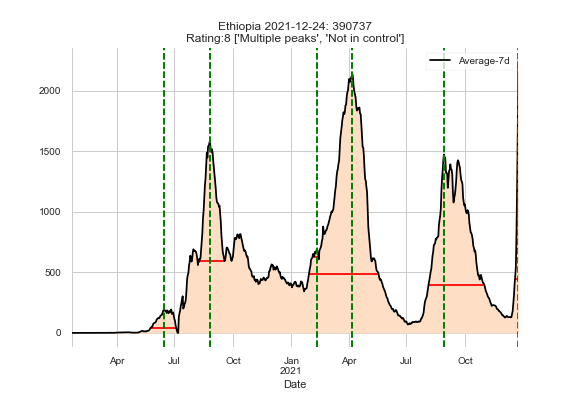 Ethiopia 2021-12-24: 390737
Rating:8 ['Multiple peaks', 'Not in control']
Average-7d
2000
1500
1000
500
0
Apr
Jul
Oct
Jan
2021
Apr
Jul
Oct
Date